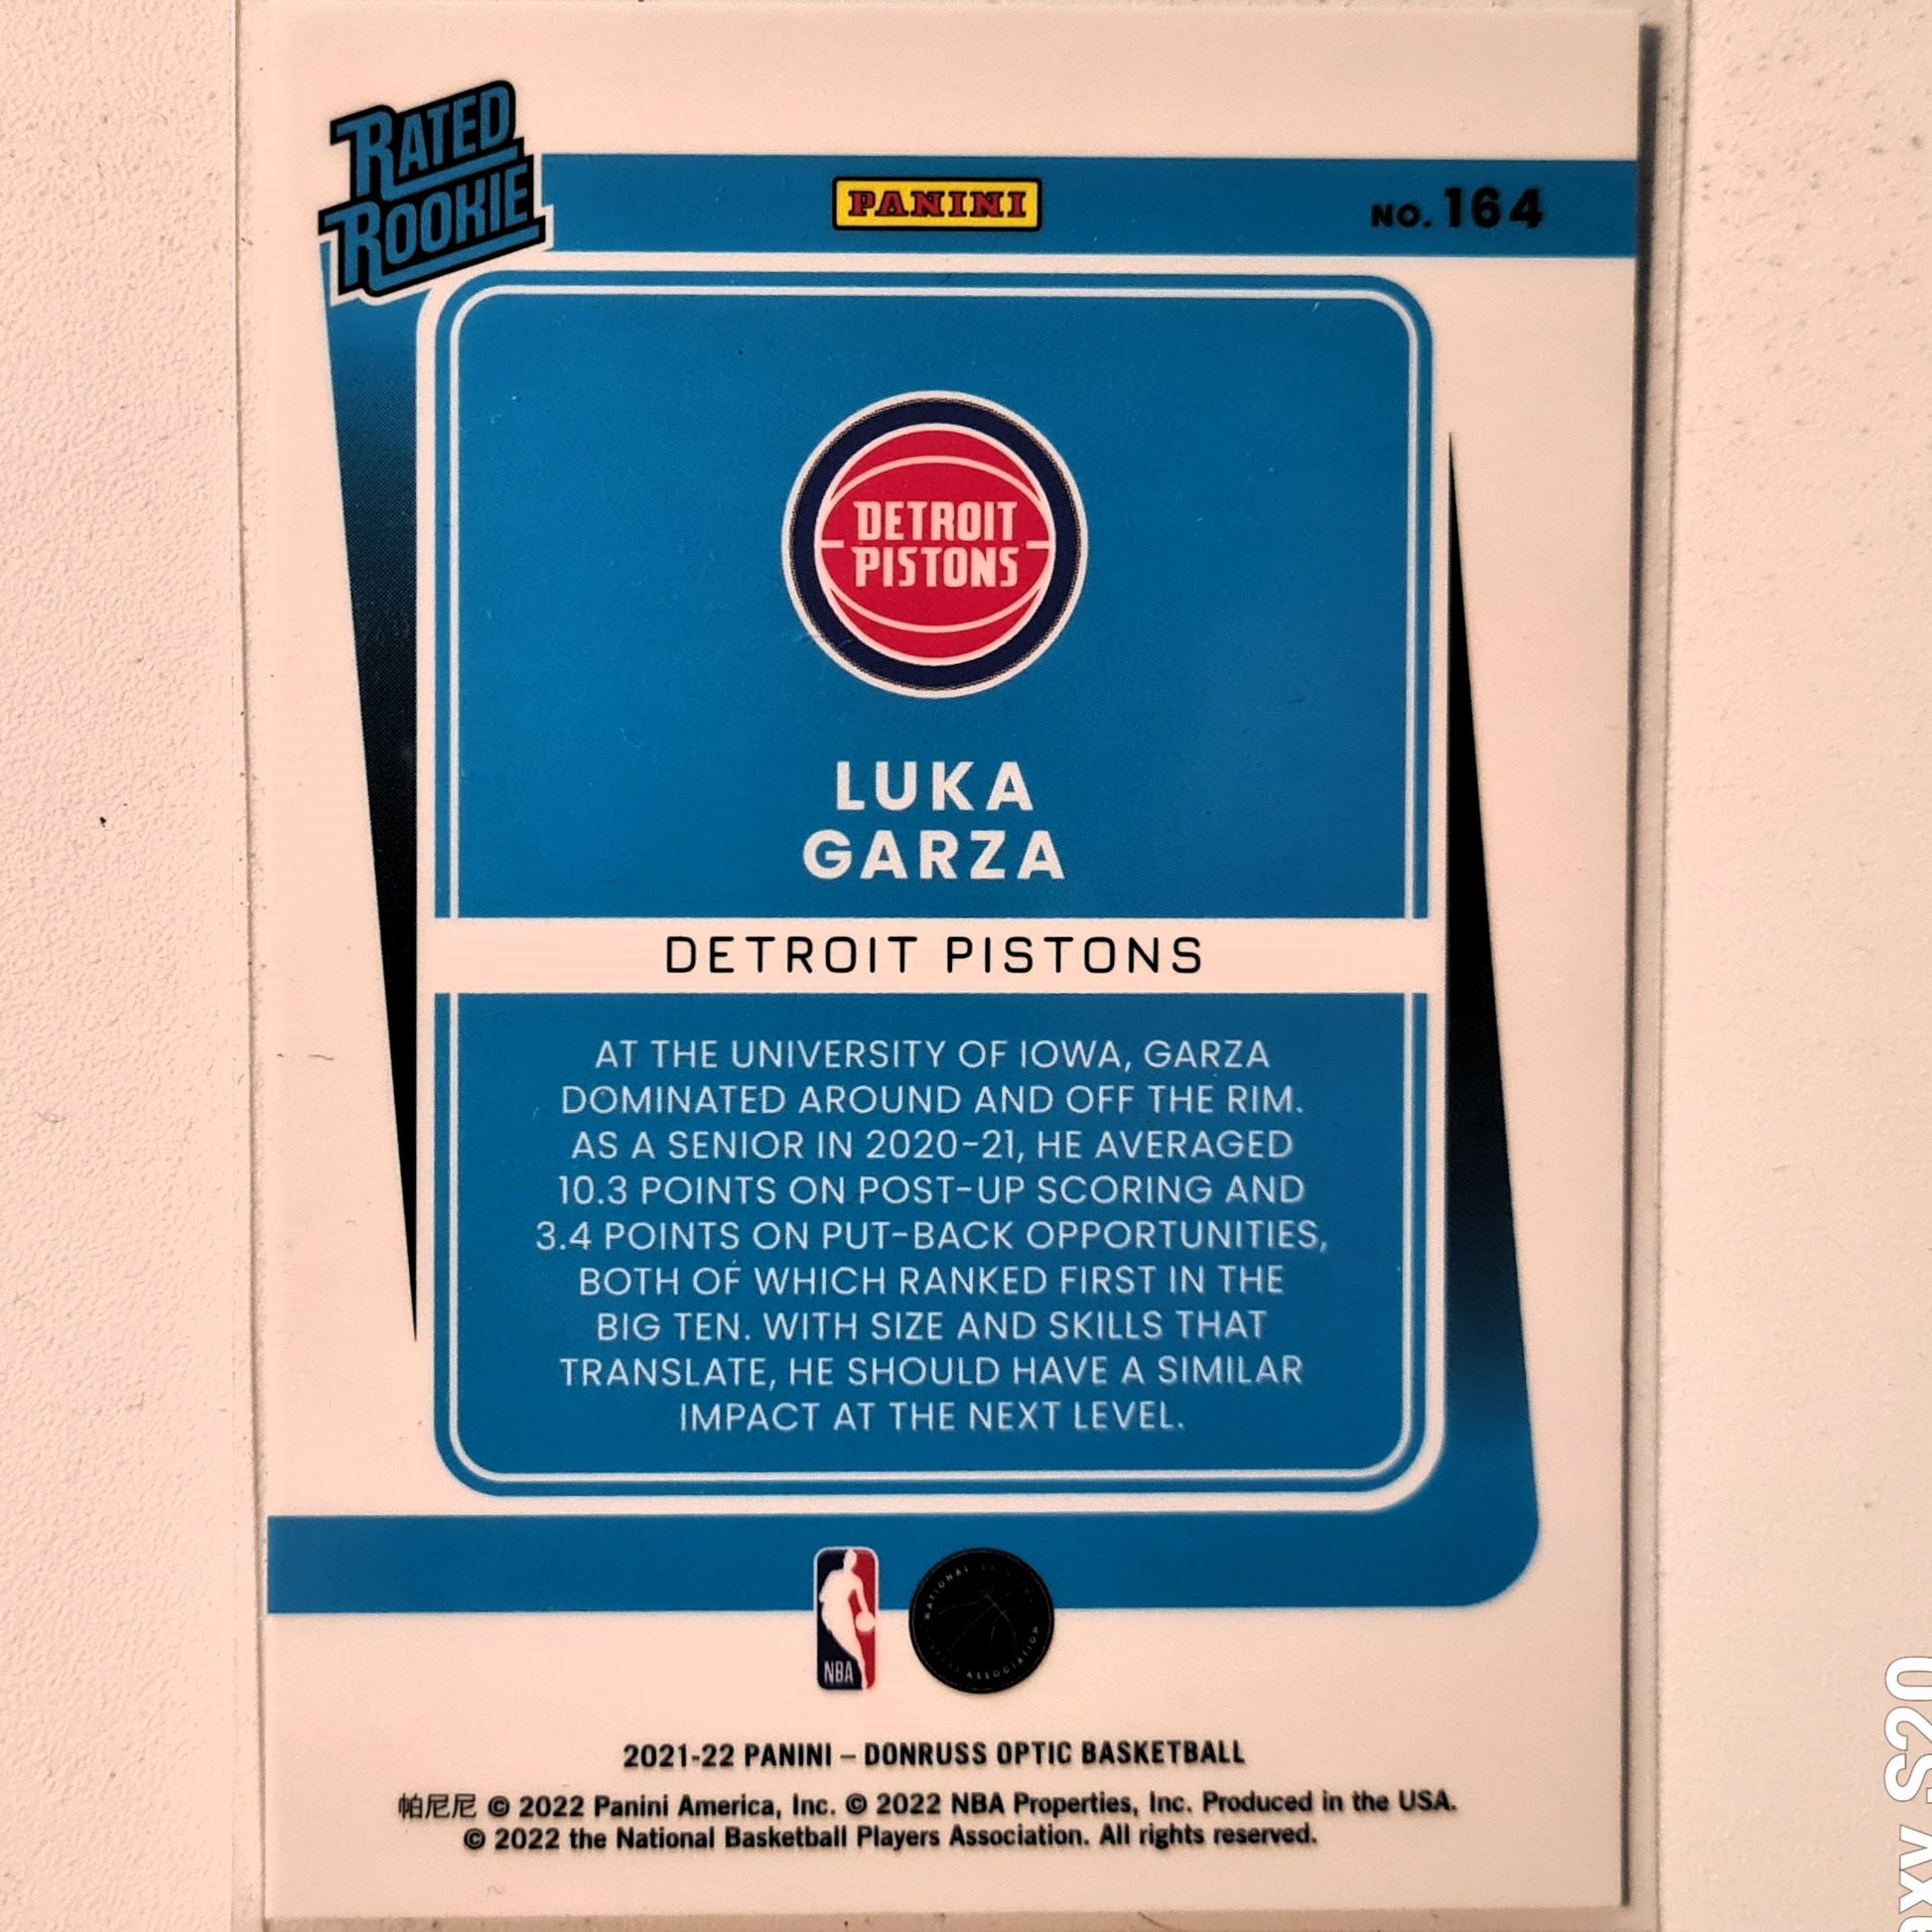 RATED
ROOKIE
PANINI
NO. 164
DETROIT
PISTONS
LUKA
GARZA
DETROIT PISTONS
AT THE UNIVERSITY OF IOWA, GARZA
DOMINATED AROUND AND OFF THE RIM.
AS A SENIOR IN 2020-21, HE AVERAGED
10.3 POINTS ON POST-UP SCORING AND
3.4 POINTS ON PUT-BACK OPPORTUNITIES,
BOTH OF WHICH RANKED FIRST IN THE
BIG TEN. WITH SIZE AND SKILLS THAT
TRANSLATE, HE SHOULD HAVE A SIMILAR
IMPACT AT THE NEXT LEVEL.
NBA
NATIONAL
ASSOCIATION
2021-22 PANINI – DONRUSS OPTIC BASKETBALL
帕尼尼 © 2022 Panini America, Inc. © 2022 NBA Properties, Inc. Produced in the USA.
© 2022 the National Basketball Players Association. All rights reserved.
S20